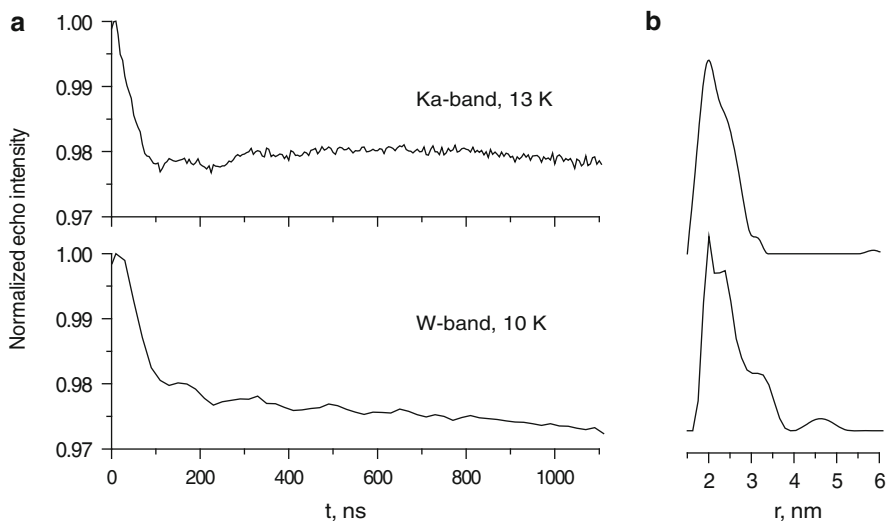 a
b
1.00
0.99
0.98
0.97
Ka-band, 13 K
1.00
0.99
0.98
0.97
W-band, 10 K
Normalized echo intensity
0 200 400 600 800 1000
t, ns
2 3 4 5 6
r, nm